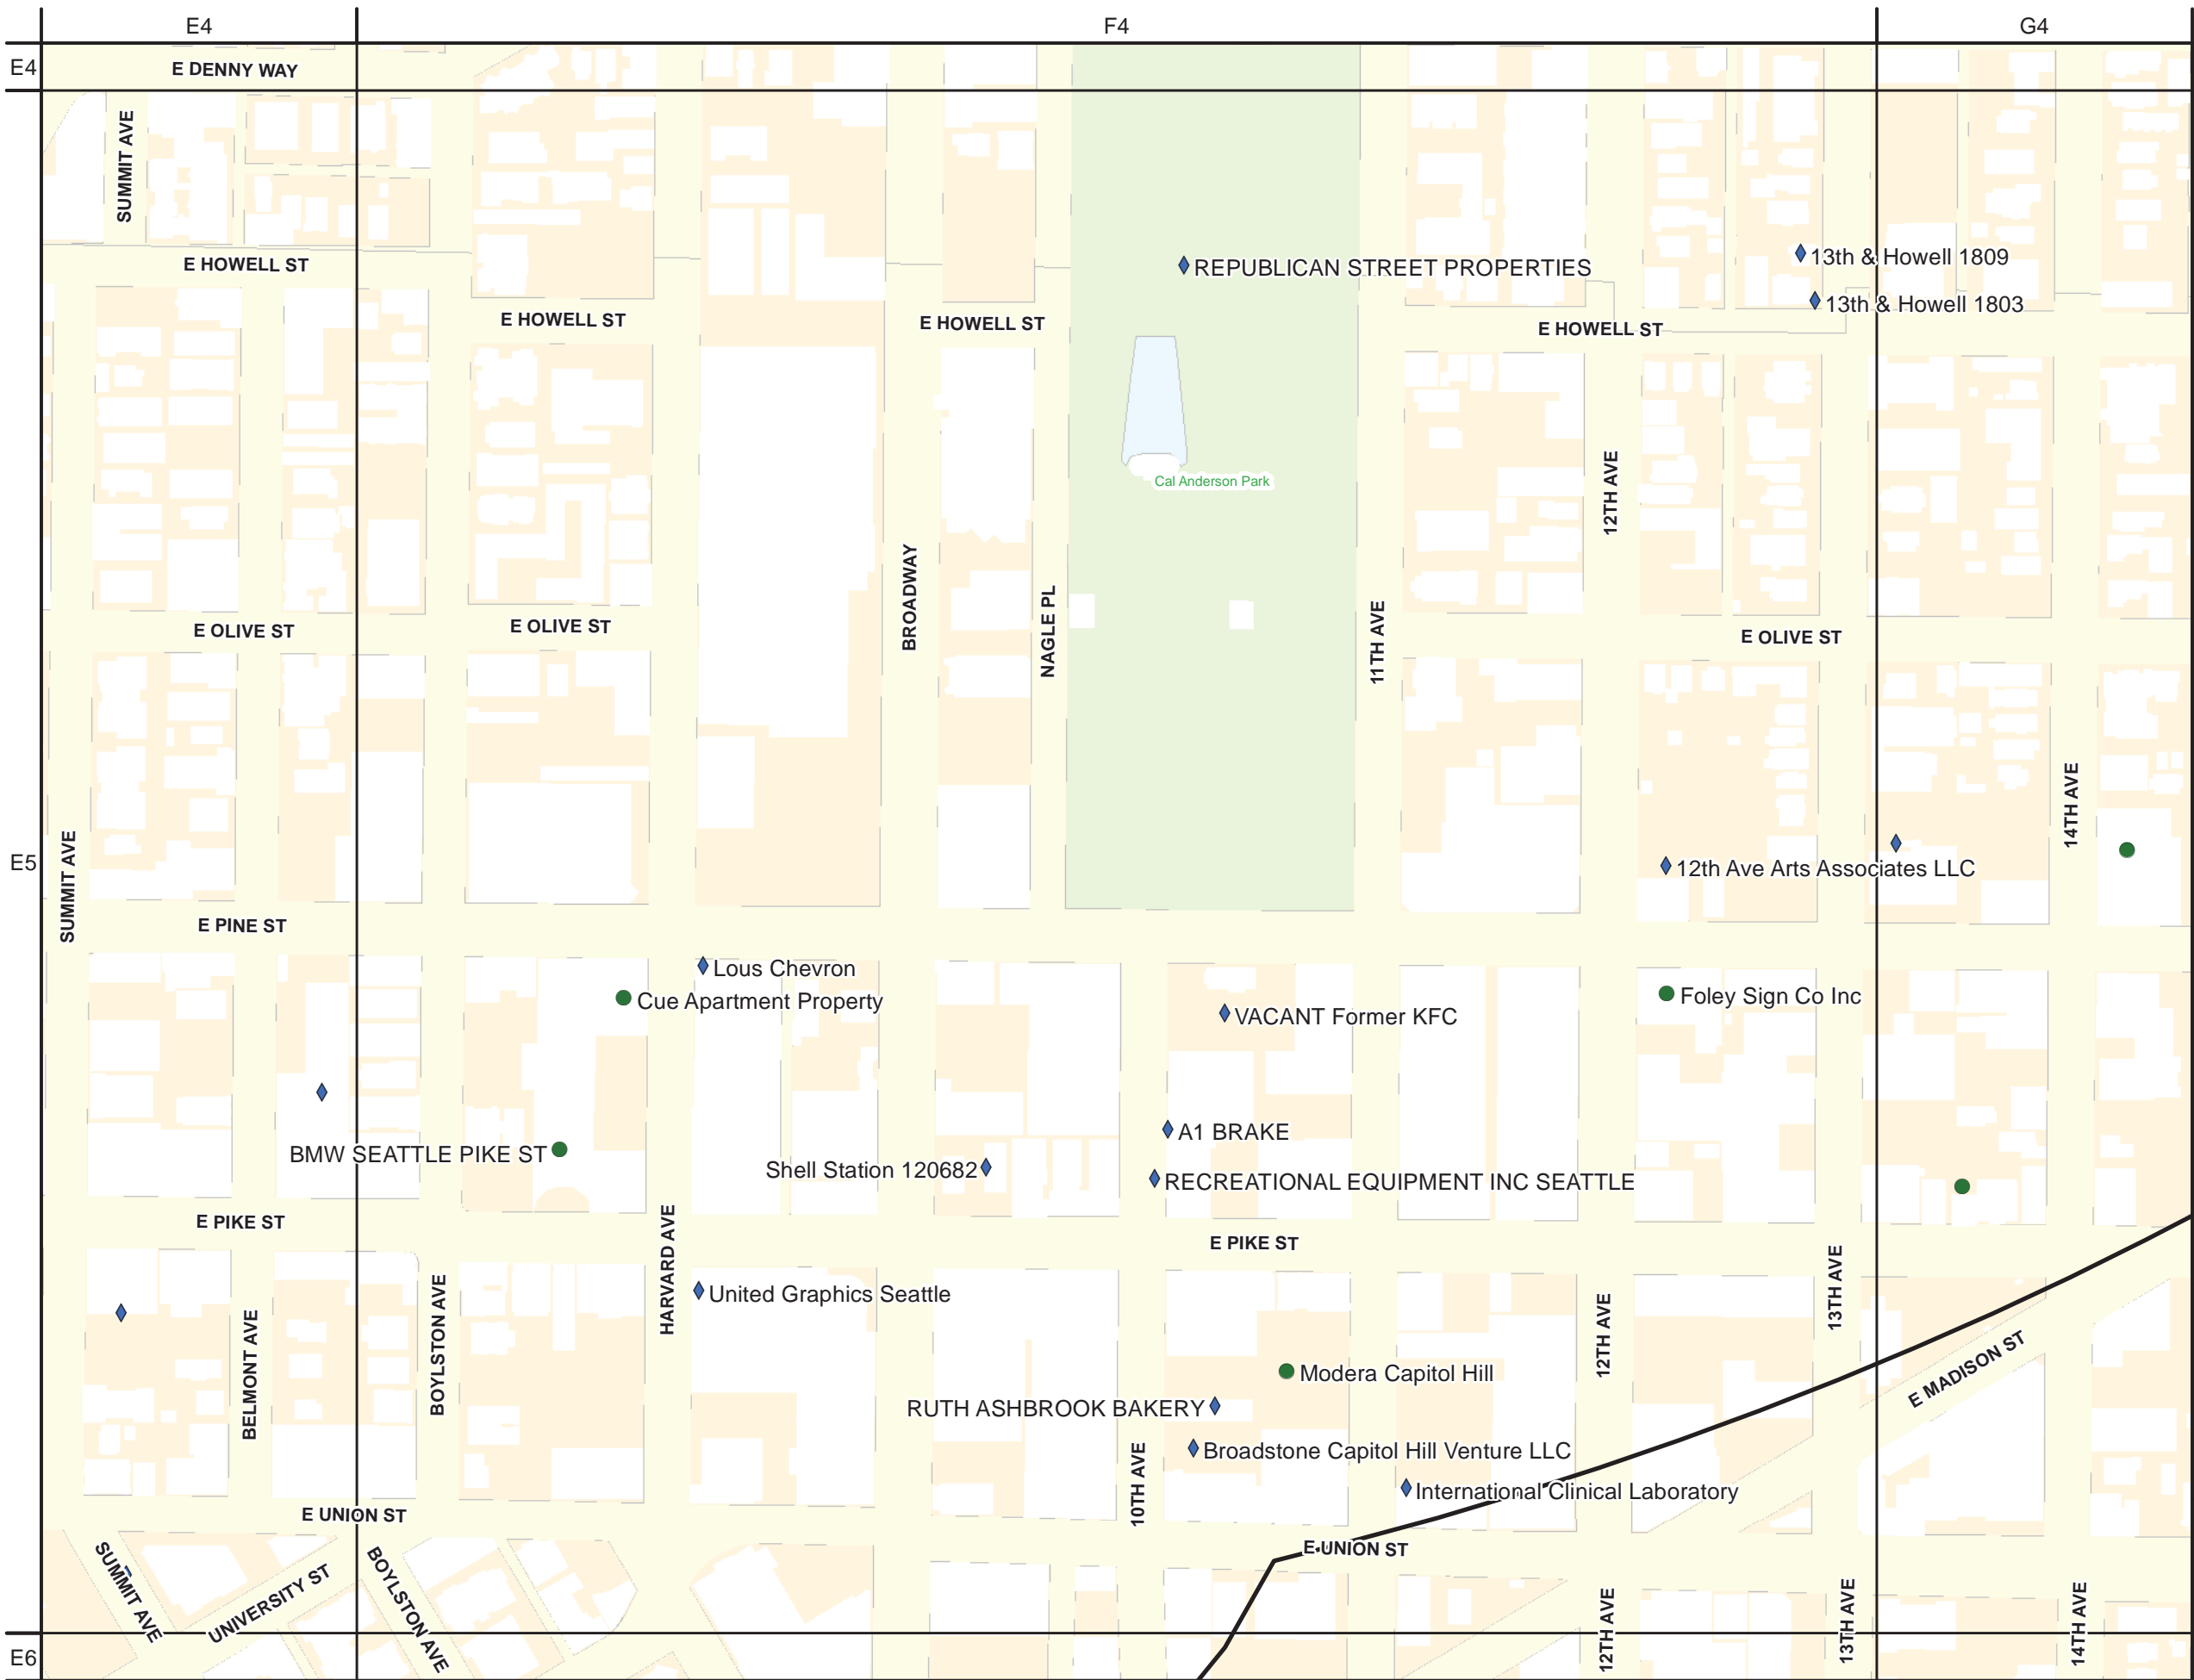 E4
F4
G4
E4
E DENNY WAY
SUMMIT AVE
E HOWELL ST
REPUBLICAN STREET PROPERTIES
13th & Howell 1809
13th & Howell 1803
E HOWELL ST
E HOWELL ST
E HOWELL ST
Cal Anderson Park
12TH AVE
E OLIVE ST
E OLIVE ST
BROADWAY
NAGLE PL
11TH AVE
E OLIVE ST
14TH AVE
E5
SUMMIT AVE
12th Ave Arts Associates LLC
E PINE ST
Lous Chevron
Cue Apartment Property
VACANT Former KFC
Foley Sign Co Inc
A1 BRAKE
BMW SEATTLE PIKE ST
Shell Station 120682
RECREATIONAL EQUIPMENT INC SEATTLE
E PIKE ST
E PIKE ST
HARVARD AVE
United Graphics Seattle
13TH AVE
BELMONT AVE
BOYLSTON AVE
12TH AVE
Modera Capitol Hill
E MADISON ST
RUTH ASHBROOK BAKERY
Broadstone Capitol Hill Venture LLC
10TH AVE
International Clinical Laboratory
E UNION ST
E UNION ST
SUMMIT AVE
UNIVERSITY ST
BOYLSTON AVE
12TH AVE
13TH AVE
14TH AVE
E6